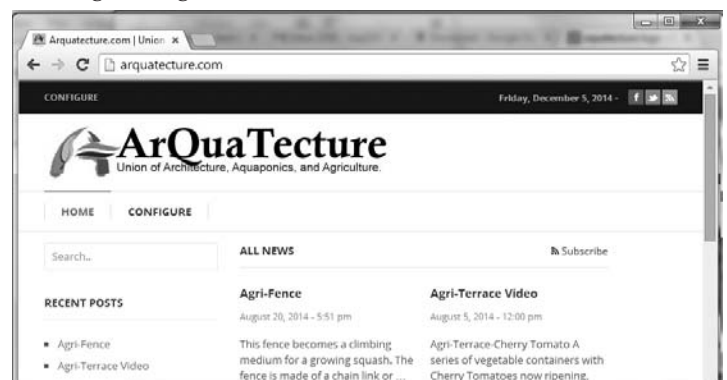 Arquatecture.com | Union
arquatecture.com
CONFIGURE
Friday, December 5, 2014 -
ArQuaTecture
Union of Architecture, Aquaponics, and Agriculture.
HOME CONFIGURE
Search..
ALL NEWS
Subscribe
RECENT POSTS
Agri-Fence
Agri-Terrace Video
Agri-Fence
August 20, 2014 - 5:51 pm
This fence becomes a climbing
medium for a growing squash. The
fence is made of a chain link or ...
Agri-Terrace Video
August 5, 2014 - 12:00 pm
Agri-Terrace-Cherry Tomato A
series of vegetable containers with
Cherry Tomatoes now ripening.